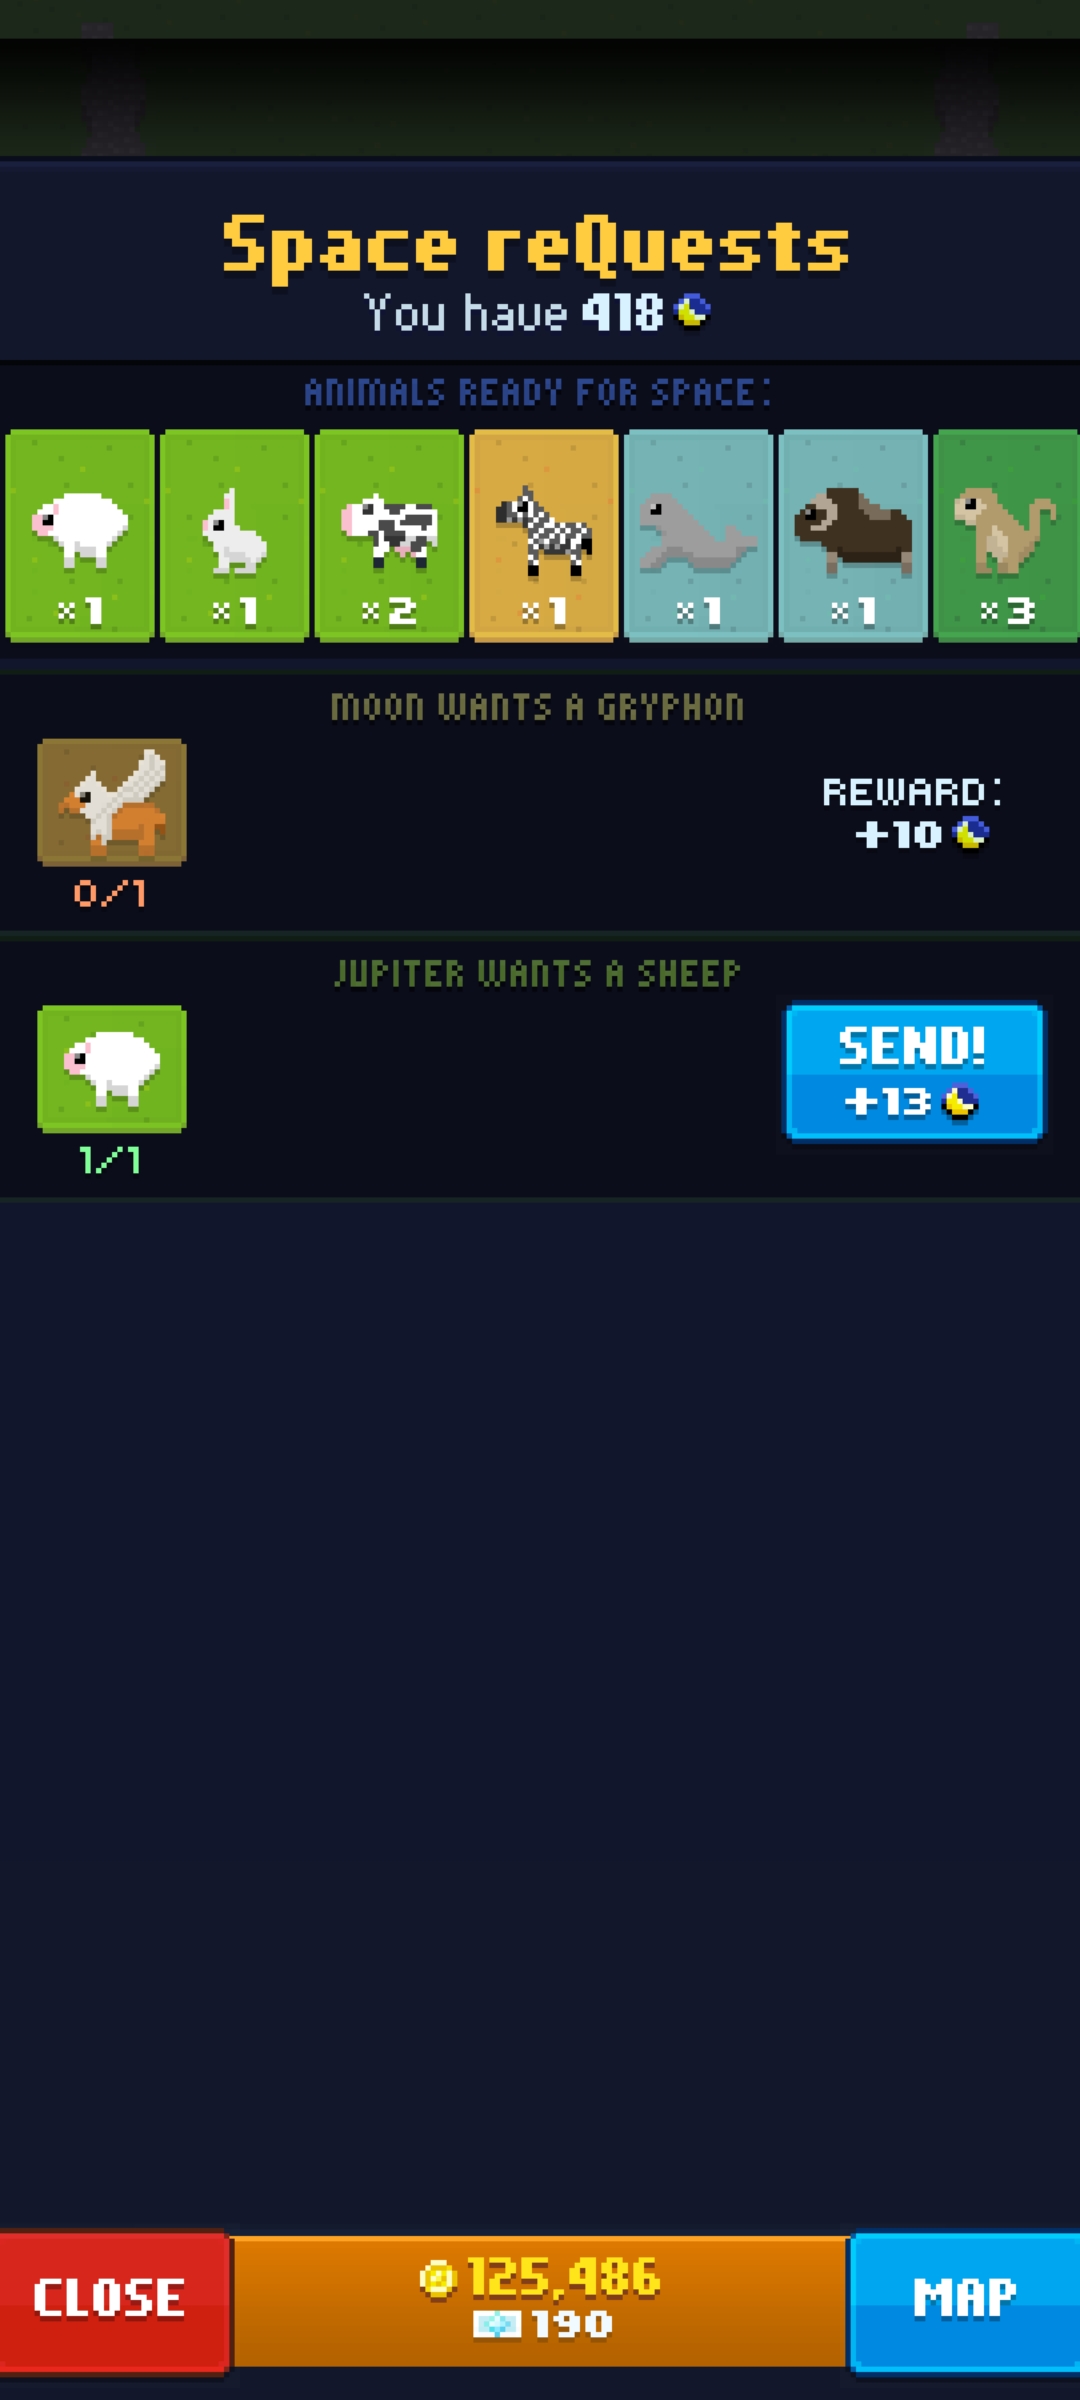 Space reQuests
You have 418
ANIMALS READY FOR SPACE:
×1 ×1 ×2 ×1 ×1 ×1 ×3
MOON WANTS A GRYPHON
REWARD:
+10
0/1
JUPITER WANTS A SHEEP
SEND!
+13
1/1
CLOSE
125,486
190
MAP